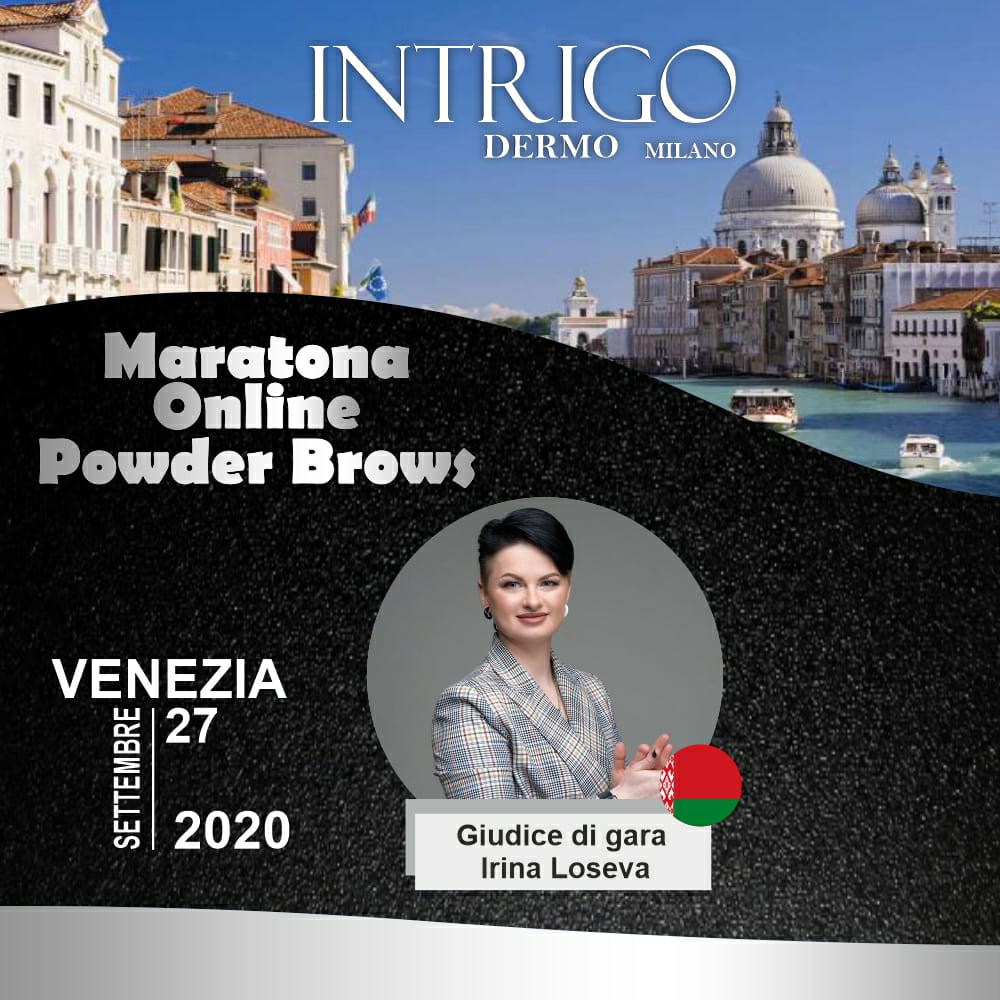 INTRIGO
DERMO MILANO
Maratona
Online
Powder Brows
VENEZIA
SETTEMBRE
27
2020
Giudice di gara
Irina Loseva